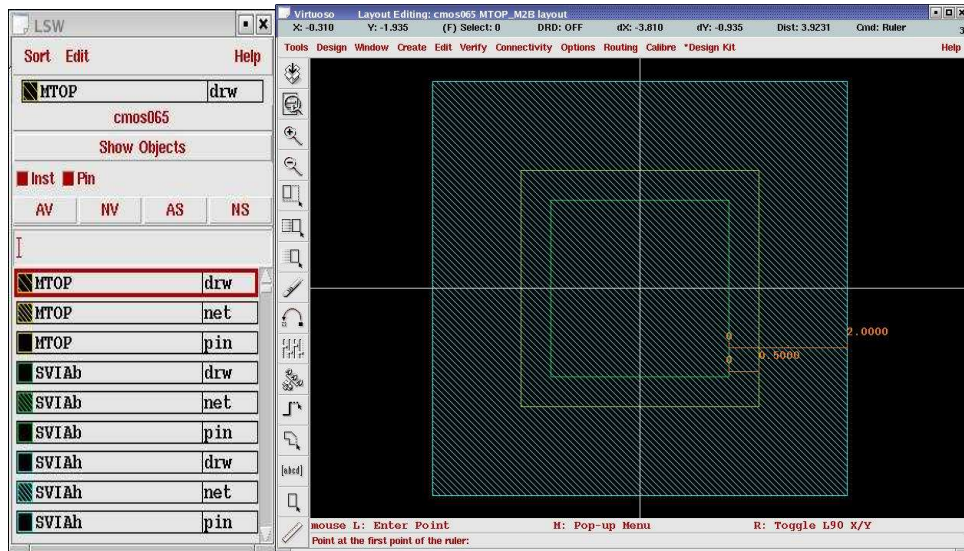 LSW
Sort Edit Help
MTOP drw
cmos065
Show Objects
Inst Pin
AV NV AS NS
MTOP drw
MTOP net
MTOP pin
SVIAb drw
SVIAb net
SVIAb pin
SVIAh drw
SVIAh net
SVIAh pin
Virtuoso Layout Editing: cmos065 MTOP_M2B layout
X: -0.310 Y: -1.935 (F) Select: 0 DRD: OFF dX: -3.810 dY: -0.935 Dist: 3.9231 Cmd: Ruler 3
Tools Design Window Create Edit Verify Connectivity Options Routing Calibre *Design Kit Help
[abcd]
0 2.0000
0 0.5000
mouse L: Enter Point M: Pop-up Menu R: Toggle L90 X/Y
Point at the first point of the ruler: